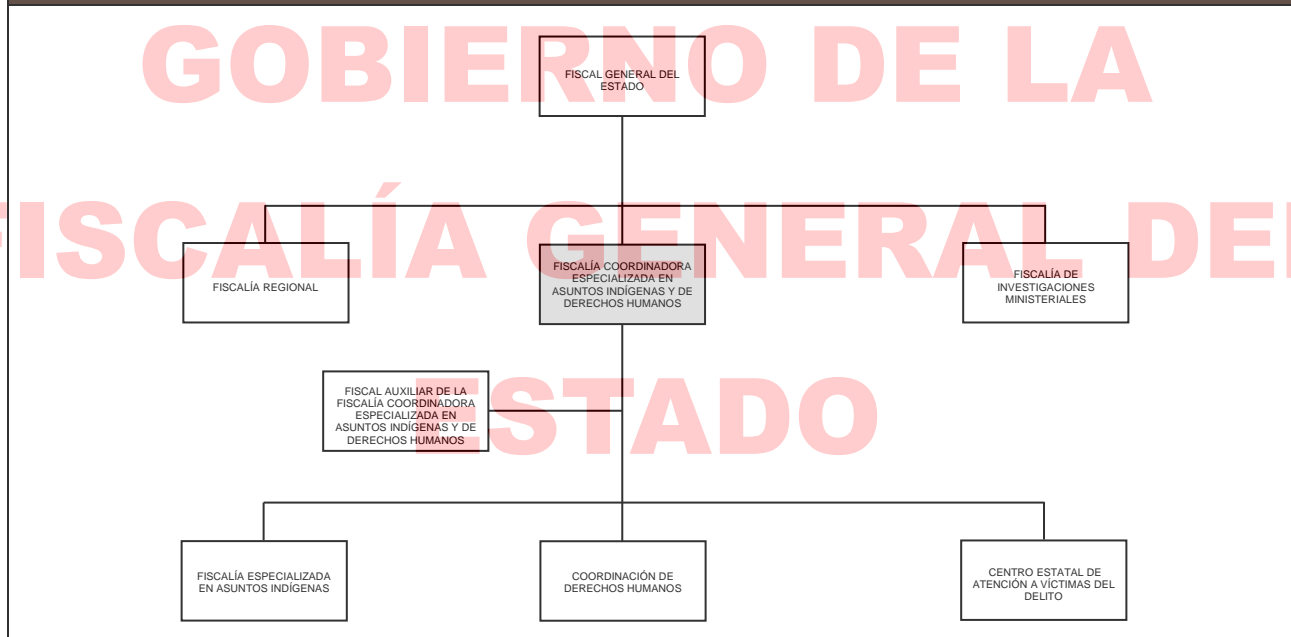 GOBIERNO DE LA
FISCAL GENERAL DEL
ESTADO
FISCALÍA GENERAL DEL
FISCALÍA REGIONAL
FISCALÍA COORDINADORA
ESPECIALIZADA EN
ASUNTOS INDÍGENAS Y DE
DERECHOS HUMANOS
FISCALÍA DE
INVESTIGACIONES
MINISTERIALES
FISCAL AUXILIAR DE LA
FISCALÍA COORDINADORA
ESPECIALIZADA EN
ASUNTOS INDÍGENAS Y DE
DERECHOS HUMANOS
ESTADO
FISCALÍA ESPECIALIZADA
EN ASUNTOS INDÍGENAS
COORDINACIÓN DE
DERECHOS HUMANOS
CENTRO ESTATAL DE
ATENCIÓN A VÍCTIMAS DEL
DELITO